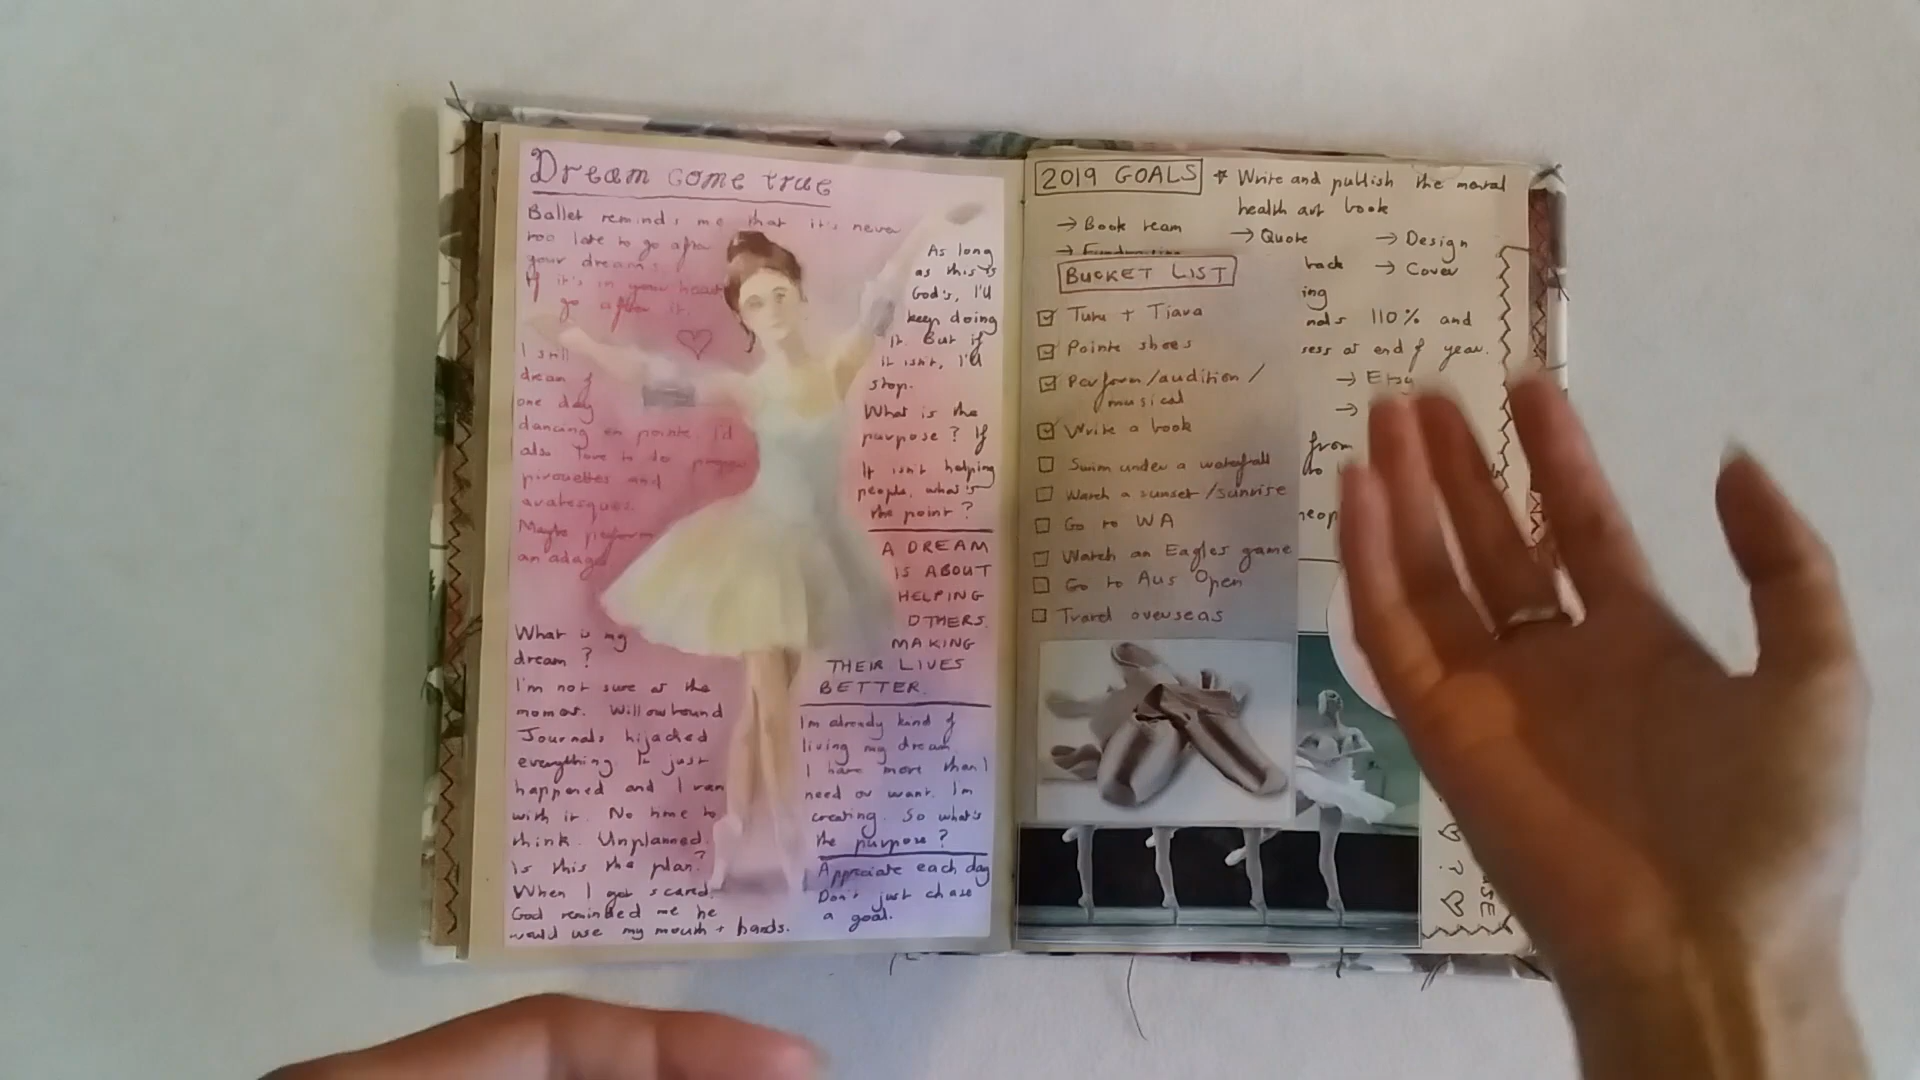 Dream come true
Ballet reminds me that it's never
too late to go after
your dreams.
If it's in your heart
go after it.
I still
dream of
one day
dancing en pointe. I'd
also love to do
pirouettes and
arabesques.
Maybe perform
an adage
What is my
dream?
I'm not sure at the
moment. Willowhound
Journals hijacked
everything. It just
happened and I ran
with it. No time to
think. Unplanned.
Is this the plan?
When I got scared
God reminded me he
would use my mouth + hands.
As long
as this is
God's, I'll
keep doing
it. But if
it isn't, I'll
stop.
What is the
purpose? If
It isn't helping
people, what's
the point?
A DREAM
IS ABOUT
HELPING
OTHERS.
MAKING
THEIR LIVES
BETTER.
I'm already kind of
living my dream.
I have more than I
need or want. I'm
creating. So what's
the purpose?
Appreciate each day
Don't just chase
a goal.
2019 GOALS
* Write and publish the mental
health art book
→ Book team
→ Quote
→ Design
→ Cover
back
ing
nals 110% and
sess at end of year.
→ Etsy
→
from
to
BUCKET LIST
Tutu + Tiara
Pointe shoes
Perform/audition/
musical
Write a book
Swim under a waterfall
Watch a sunset/sunrise
Go to WA
Watch an Eagles game
Go to Aus Open
Travel overseas